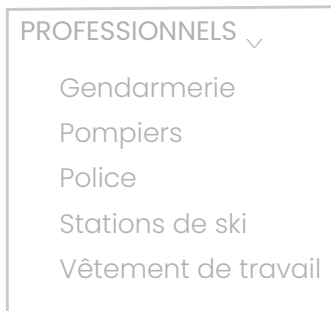 PROFESSIONNELS
Gendarmerie
Pompiers
Police
Stations de ski
Vêtement de travail